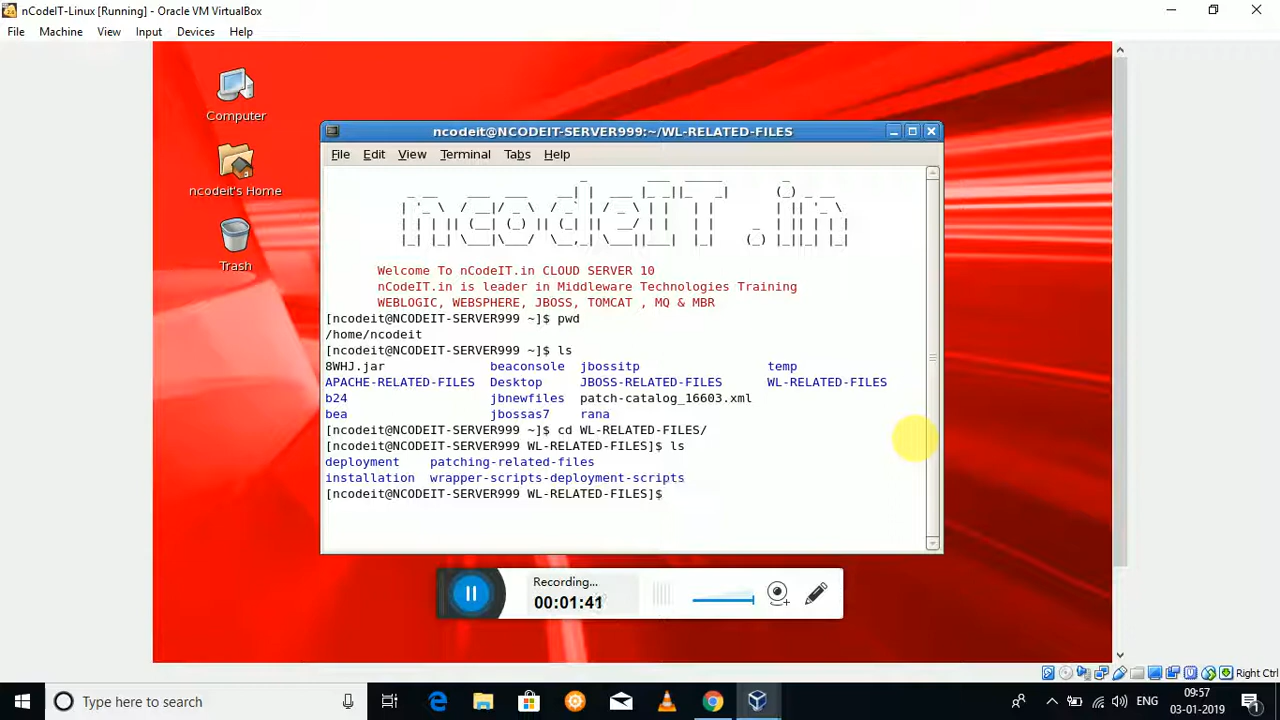 nCodeIT-Linux [Running] - Oracle VM VirtualBox
File Machine View Input Devices Help
Computer
ncodeit's Home
Trash
ncodeit@NCODEIT-SERVER999:~/WL-RELATED-FILES
File Edit View Terminal Tabs Help
ncodeIT.in
Welcome To nCodeIT.in CLOUD SERVER 10
nCodeIT.in is leader in Middleware Technologies Training
WEBLOGIC, WEBSPHERE, JBOSS, TOMCAT , MQ & MBR
[ncodeit@NCODEIT-SERVER999 ~]$ pwd
/home/ncodeit
[ncodeit@NCODEIT-SERVER999 ~]$ ls
8WHJ.jar beaconsole jbossitp temp
APACHE-RELATED-FILES Desktop JBOSS-RELATED-FILES WL-RELATED-FILES
b24 jbnewfiles patch-catalog_16603.xml
bea jbossas7 rana
[ncodeit@NCODEIT-SERVER999 ~]$ cd WL-RELATED-FILES/
[ncodeit@NCODEIT-SERVER999 WL-RELATED-FILES]$ ls
deployment patching-related-files
installation wrapper-scripts-deployment-scripts
[ncodeit@NCODEIT-SERVER999 WL-RELATED-FILES]$
Recording...
00:01:41
Right Ctrl
Type here to search
ENG
09:57
03-01-2019
1